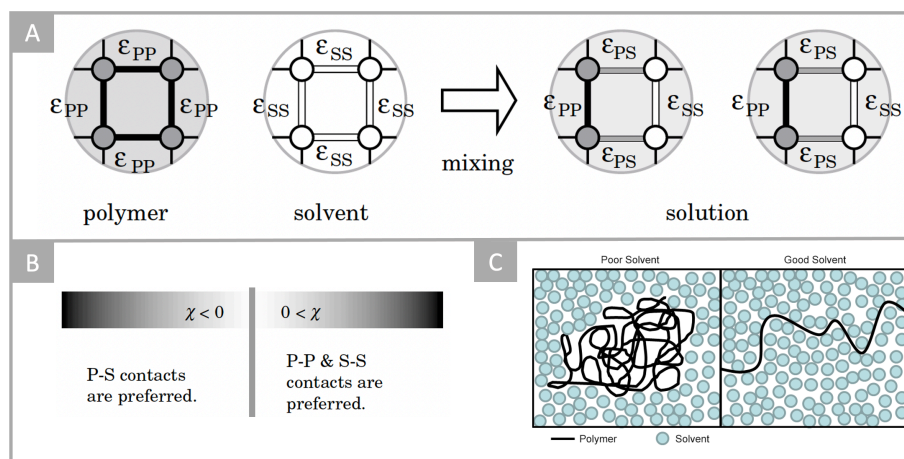 A
εPP
εPP
εPP
εPP
polymer
εSS
εSS
εSS
εSS
solvent
mixing
εPS
εPP
εSS
εPS
εPS
εPP
εSS
εPS
solution
B
χ < 0
0 < χ
P-S contacts
are preferred.
P-P & S-S
contacts are
preferred.
C
Poor Solvent
Good Solvent
Polymer
Solvent